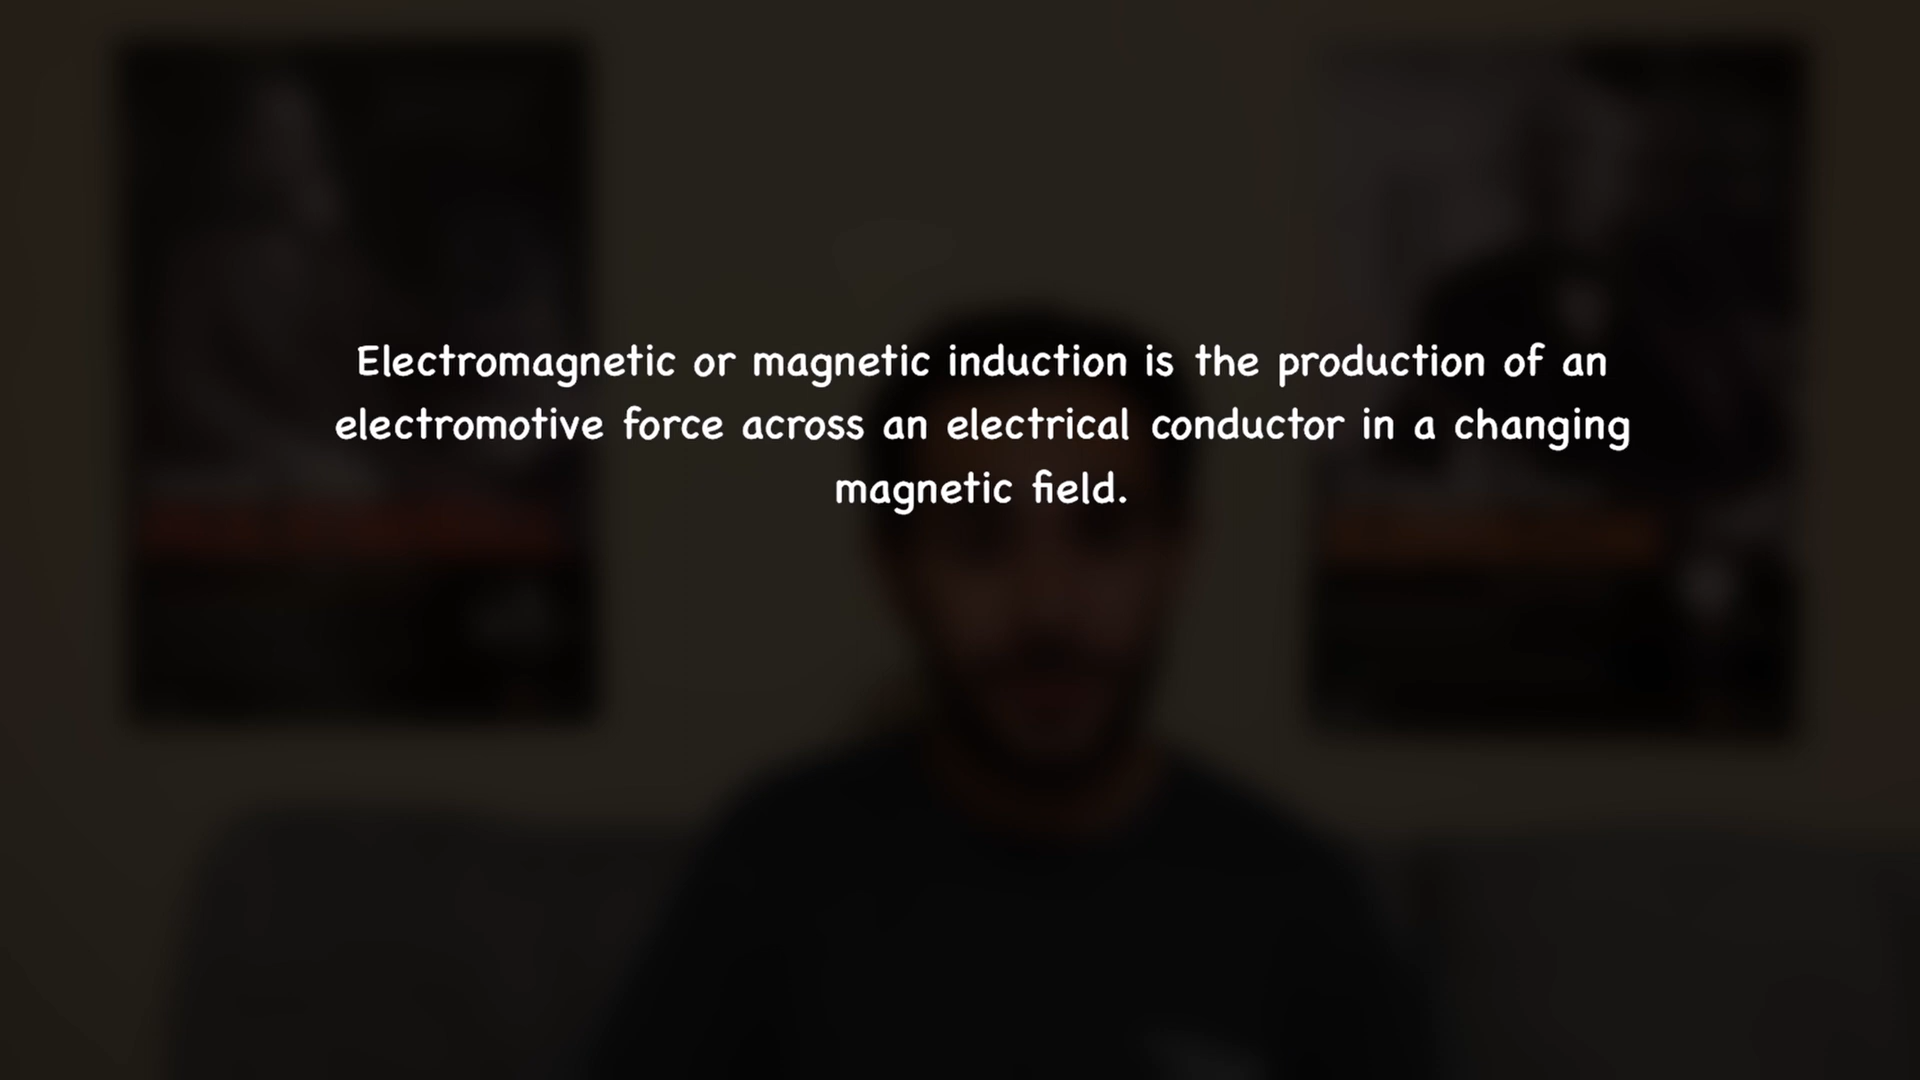 Electromagnetic or magnetic induction is the production of an
electromotive force across an electrical conductor in a changing
magnetic field.